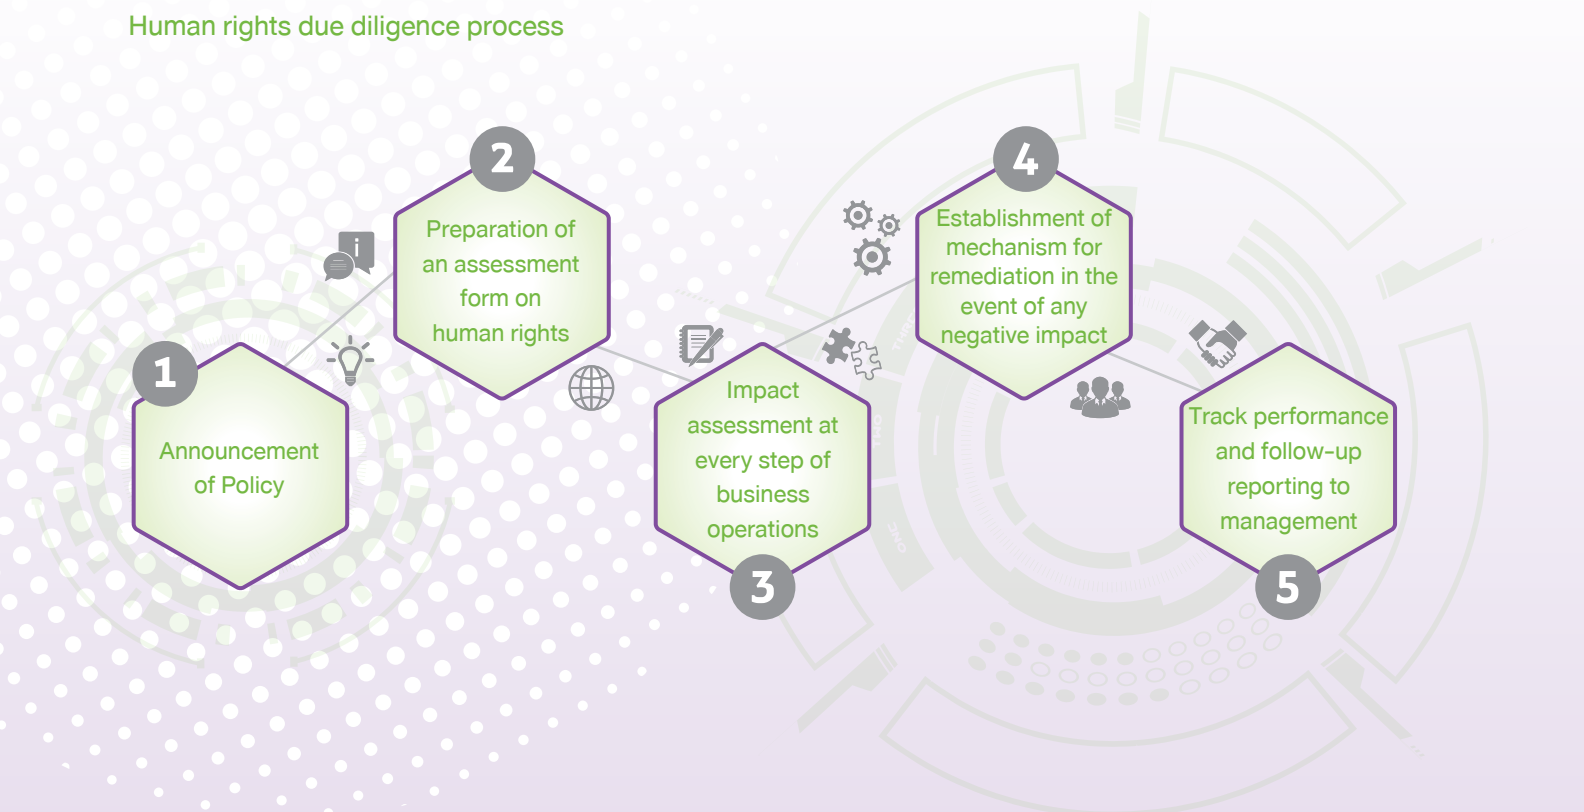 Human rights due diligence process
1
Announcement
of Policy
2
Preparation of
an assessment
form on
human rights
3
Impact
assessment at
every step of
business
operations
4
Establishment of
mechanism for
remediation in the
event of any
negative impact
5
Track performance
and follow-up
reporting to
management